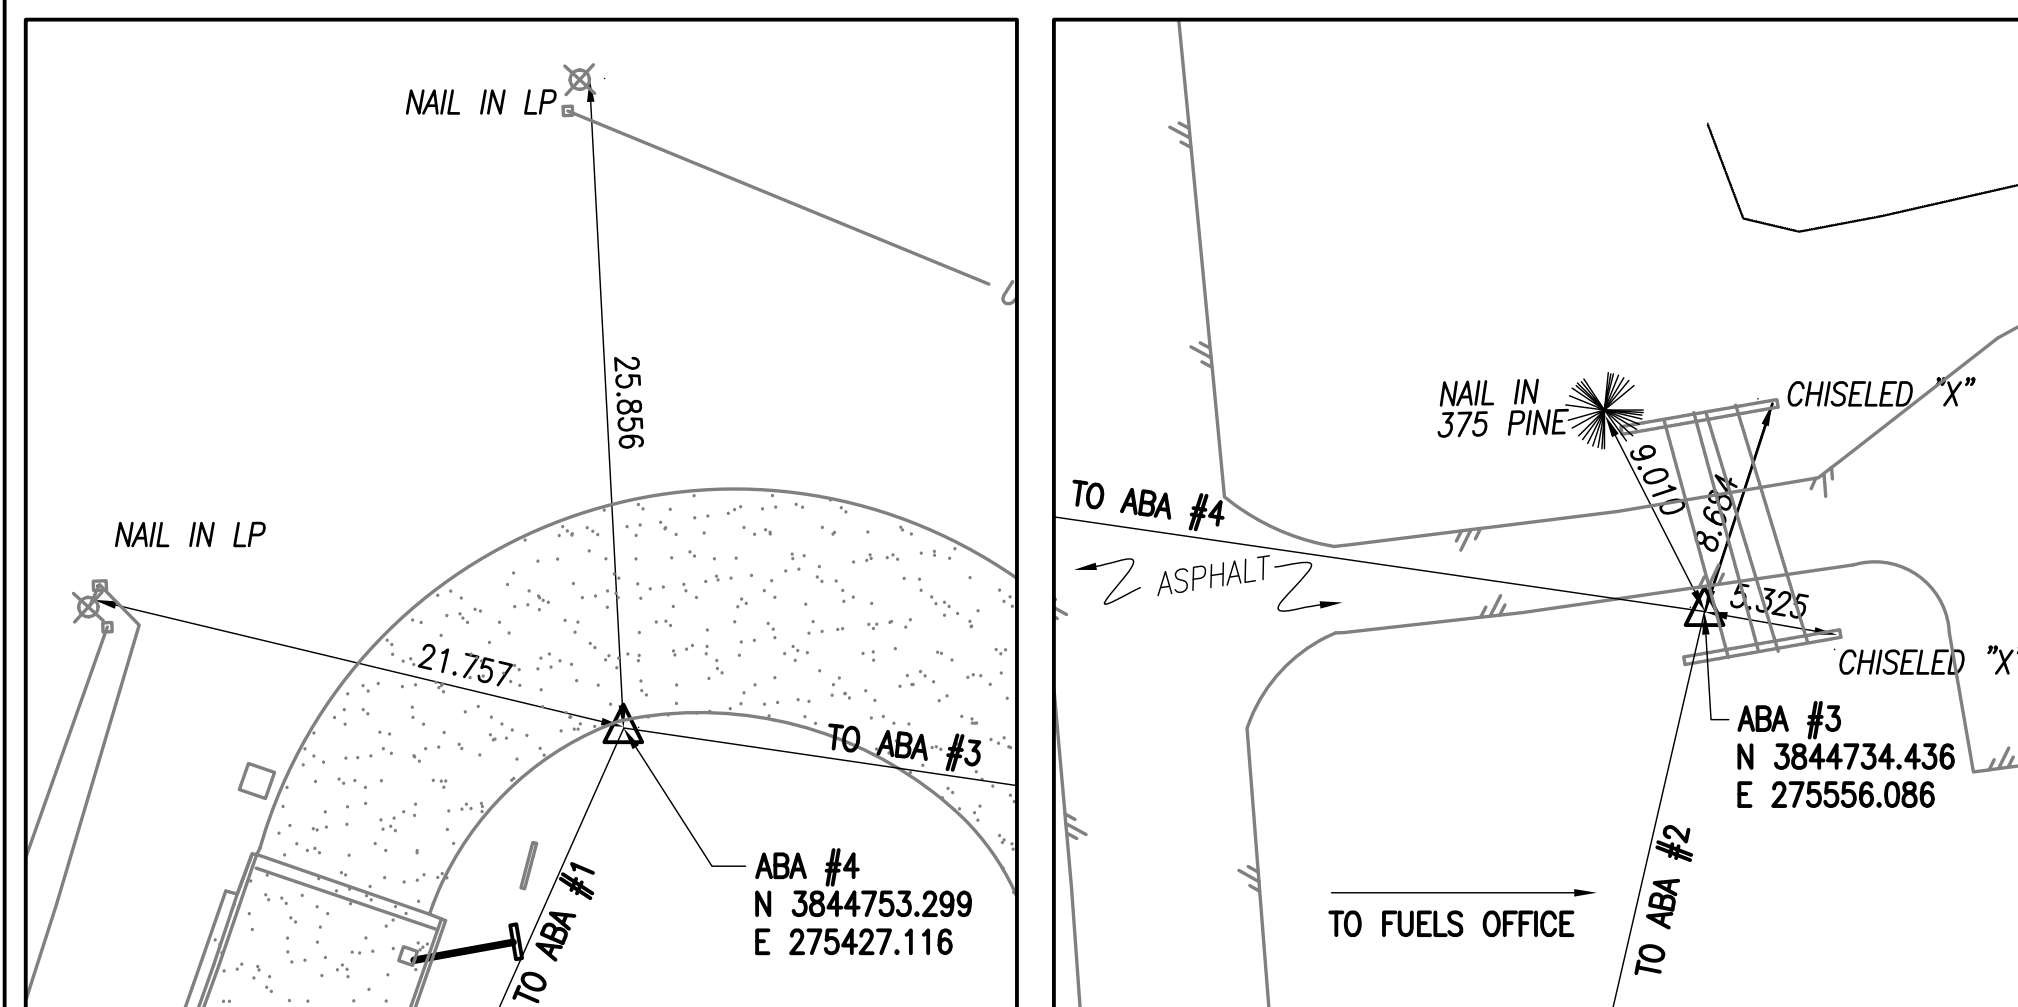 NAIL IN LP
25.856
NAIL IN LP
21.757
TO ABA #3
TO ABA #1
ABA #4
N 3844753.299
E 275427.116
NAIL IN
375 PINE
CHISELED "X"
9.010
8.684
TO ABA #4
ASPHALT
5.325
CHISELED "X"
ABA #3
N 3844734.436
E 275556.086
TO ABA #2
TO FUELS OFFICE